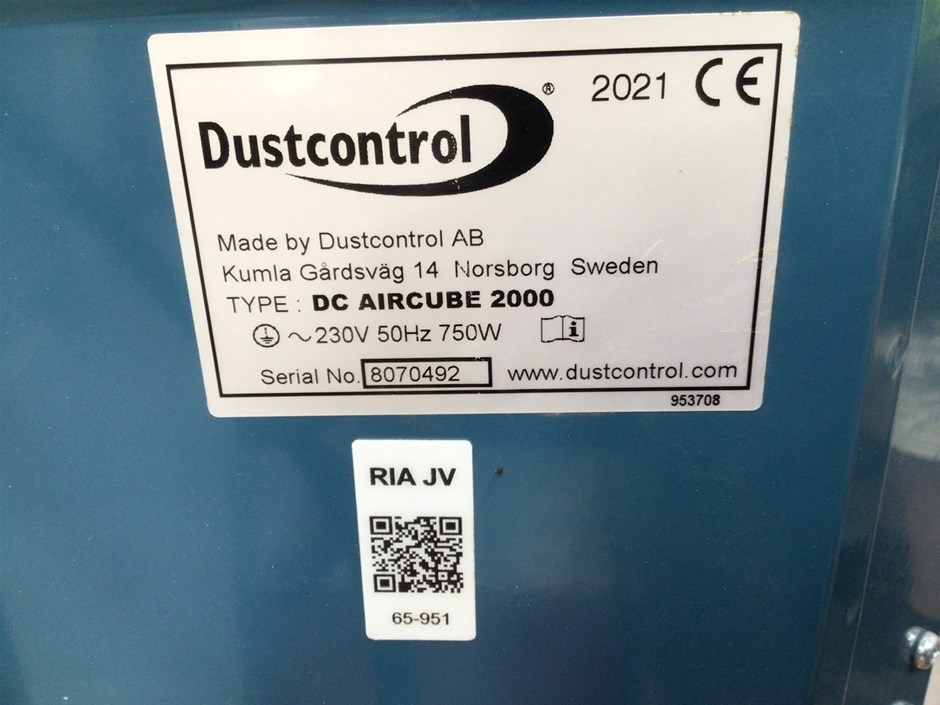 Dustcontrol ® 2021 CE
Made by Dustcontrol AB
Kumla Gårdsväg 14 Norsborg Sweden
TYPE : DC AIRCUBE 2000
~230V 50Hz 750W i
Serial No. 8070492 www.dustcontrol.com
953708
RIA JV
65-951